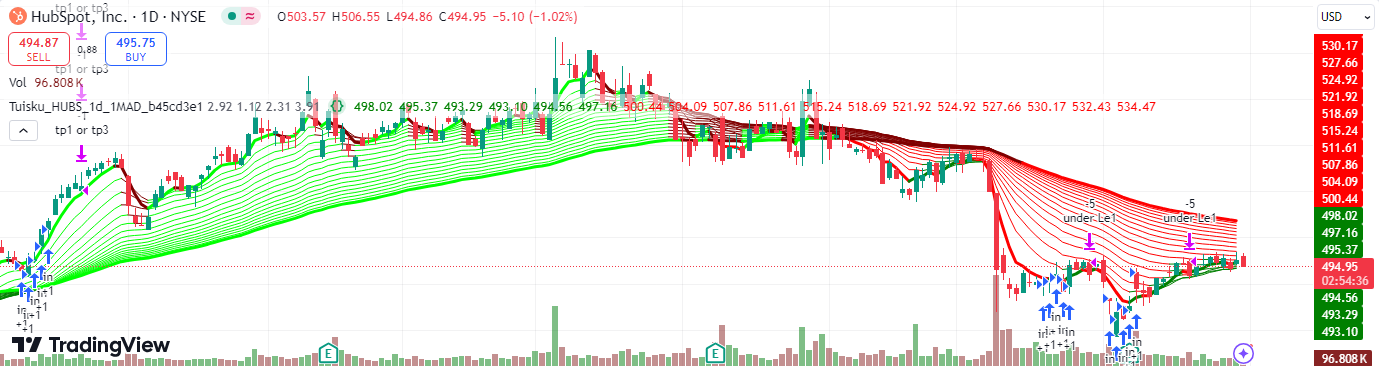 HubSpot, Inc. · 1D · NYSE
O503.57 H506.55 L494.86 C494.95 −5.10 (−1.02%)
USD
tp1 or tp3
494.87
SELL
0.88
495.75
BUY
tp1 or tp3
Vol 96.808 K
Tuisku_HUBS_1d_1MAD_b45cd3e1 2.92 1.12 2.31 3.91 498.02 495.37 493.29 493.10 494.56 497.16 500.44 504.09 507.86 511.61 515.24 518.69 521.92 524.92 527.66 530.17 532.43 534.47
-1
tp1 or tp3
530.17
527.66
524.92
521.92
518.69
515.24
511.61
507.86
504.09
500.44
498.02
497.16
495.37
494.95
02:54:36
494.56
493.29
493.10
96.808 K
-5
under-Le1
-5
under-Le1
in
in
+1
+1
in
in
+1
+1
in
in
E
E
TradingView